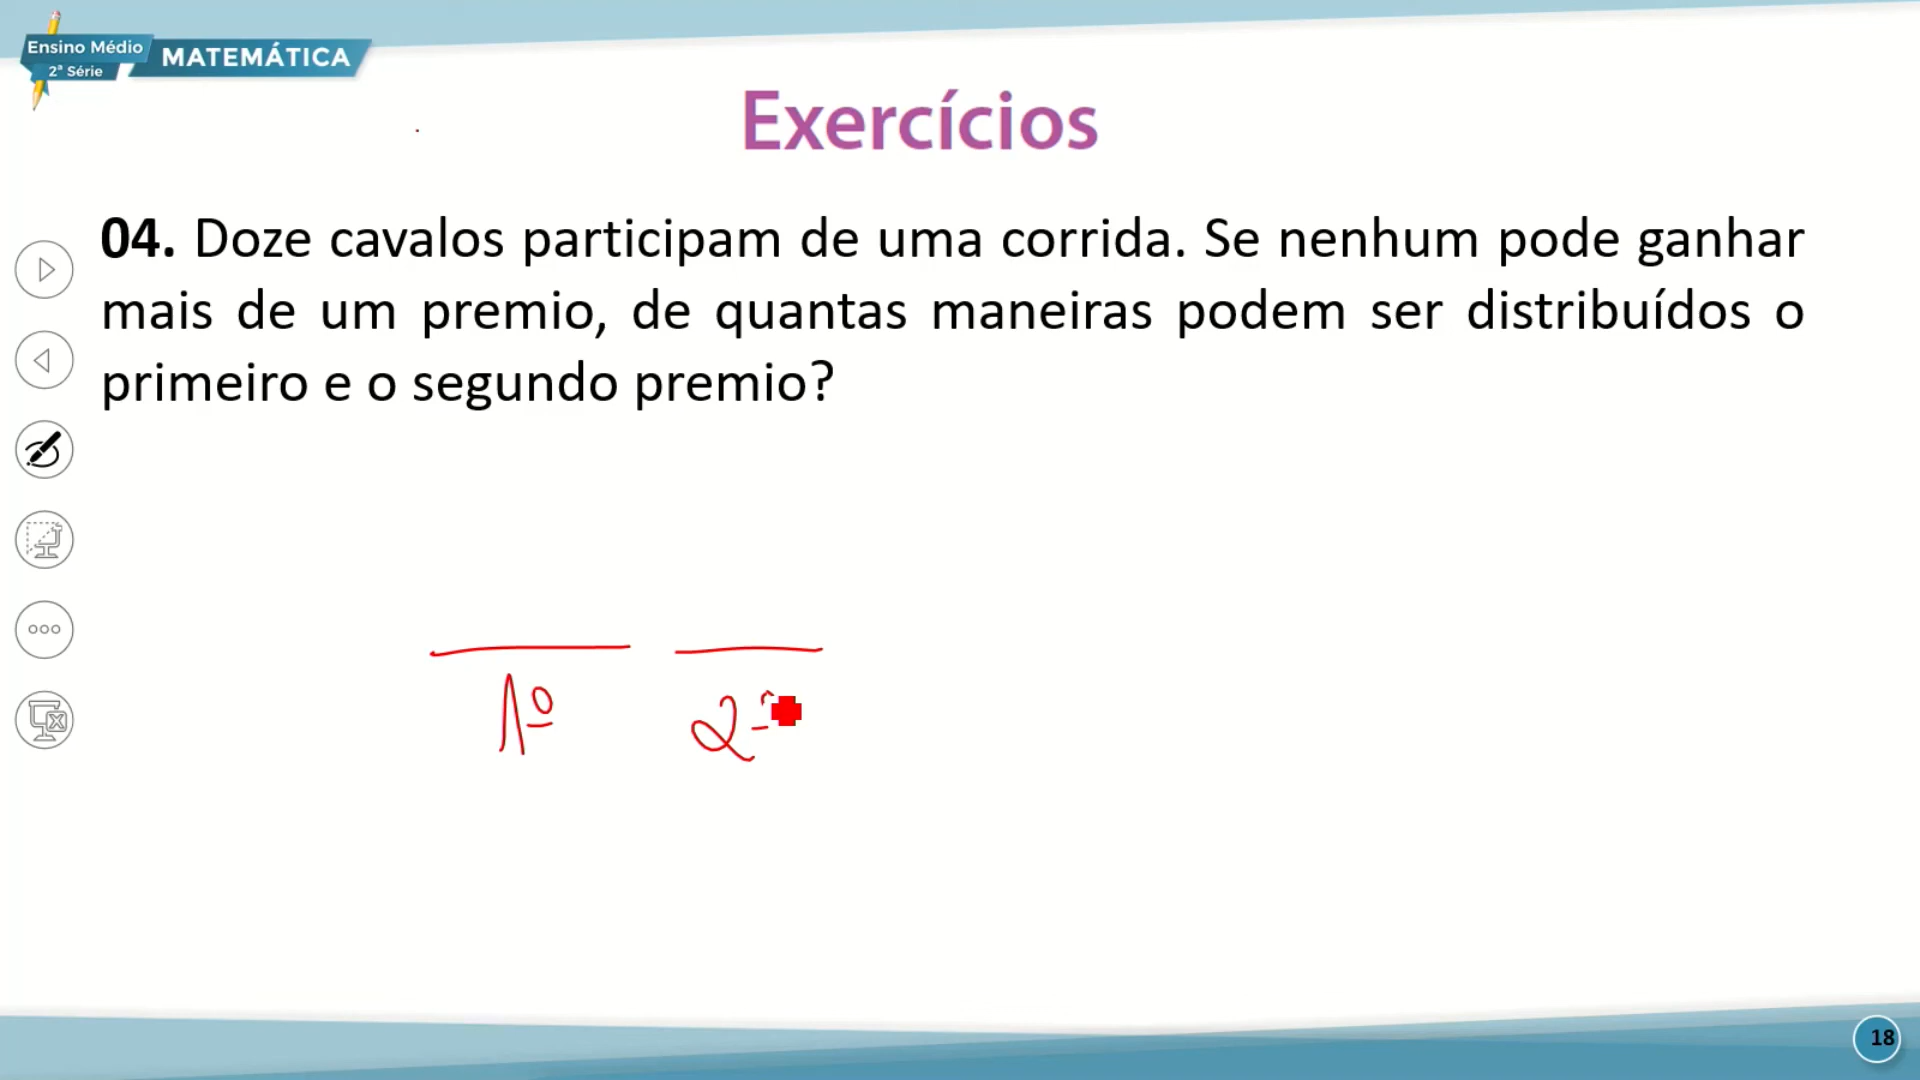 Ensino Médio
2ª Série
MATEMÁTICA
Exercícios
04. Doze cavalos participam de uma corrida. Se nenhum pode ganhar
mais de um premio, de quantas maneiras podem ser distribuídos o
primeiro e o segundo premio?
1º 2º
18